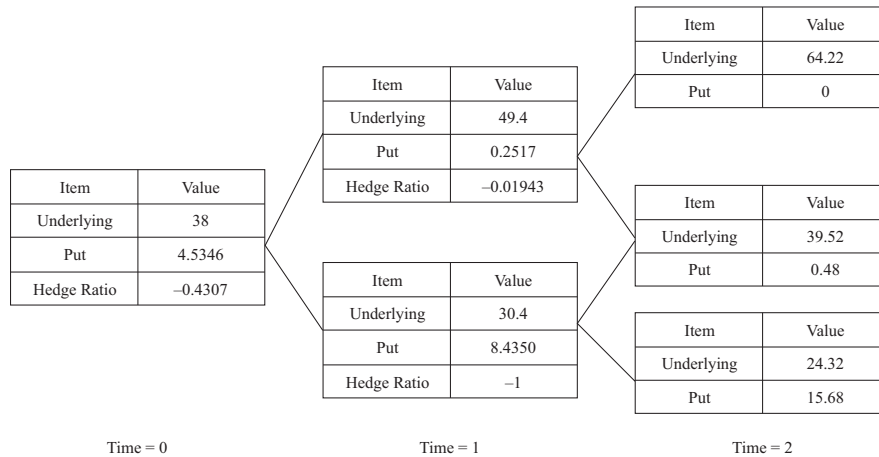 Item Value
Underlying 64.22
Put 0
Item Value
Underlying 49.4
Put 0.2517
Hedge Ratio –0.01943
Item Value
Underlying 38
Put 4.5346
Hedge Ratio –0.4307
Item Value
Underlying 39.52
Put 0.48
Item Value
Underlying 30.4
Put 8.4350
Hedge Ratio –1
Item Value
Underlying 24.32
Put 15.68
Time = 0 Time = 1 Time = 2